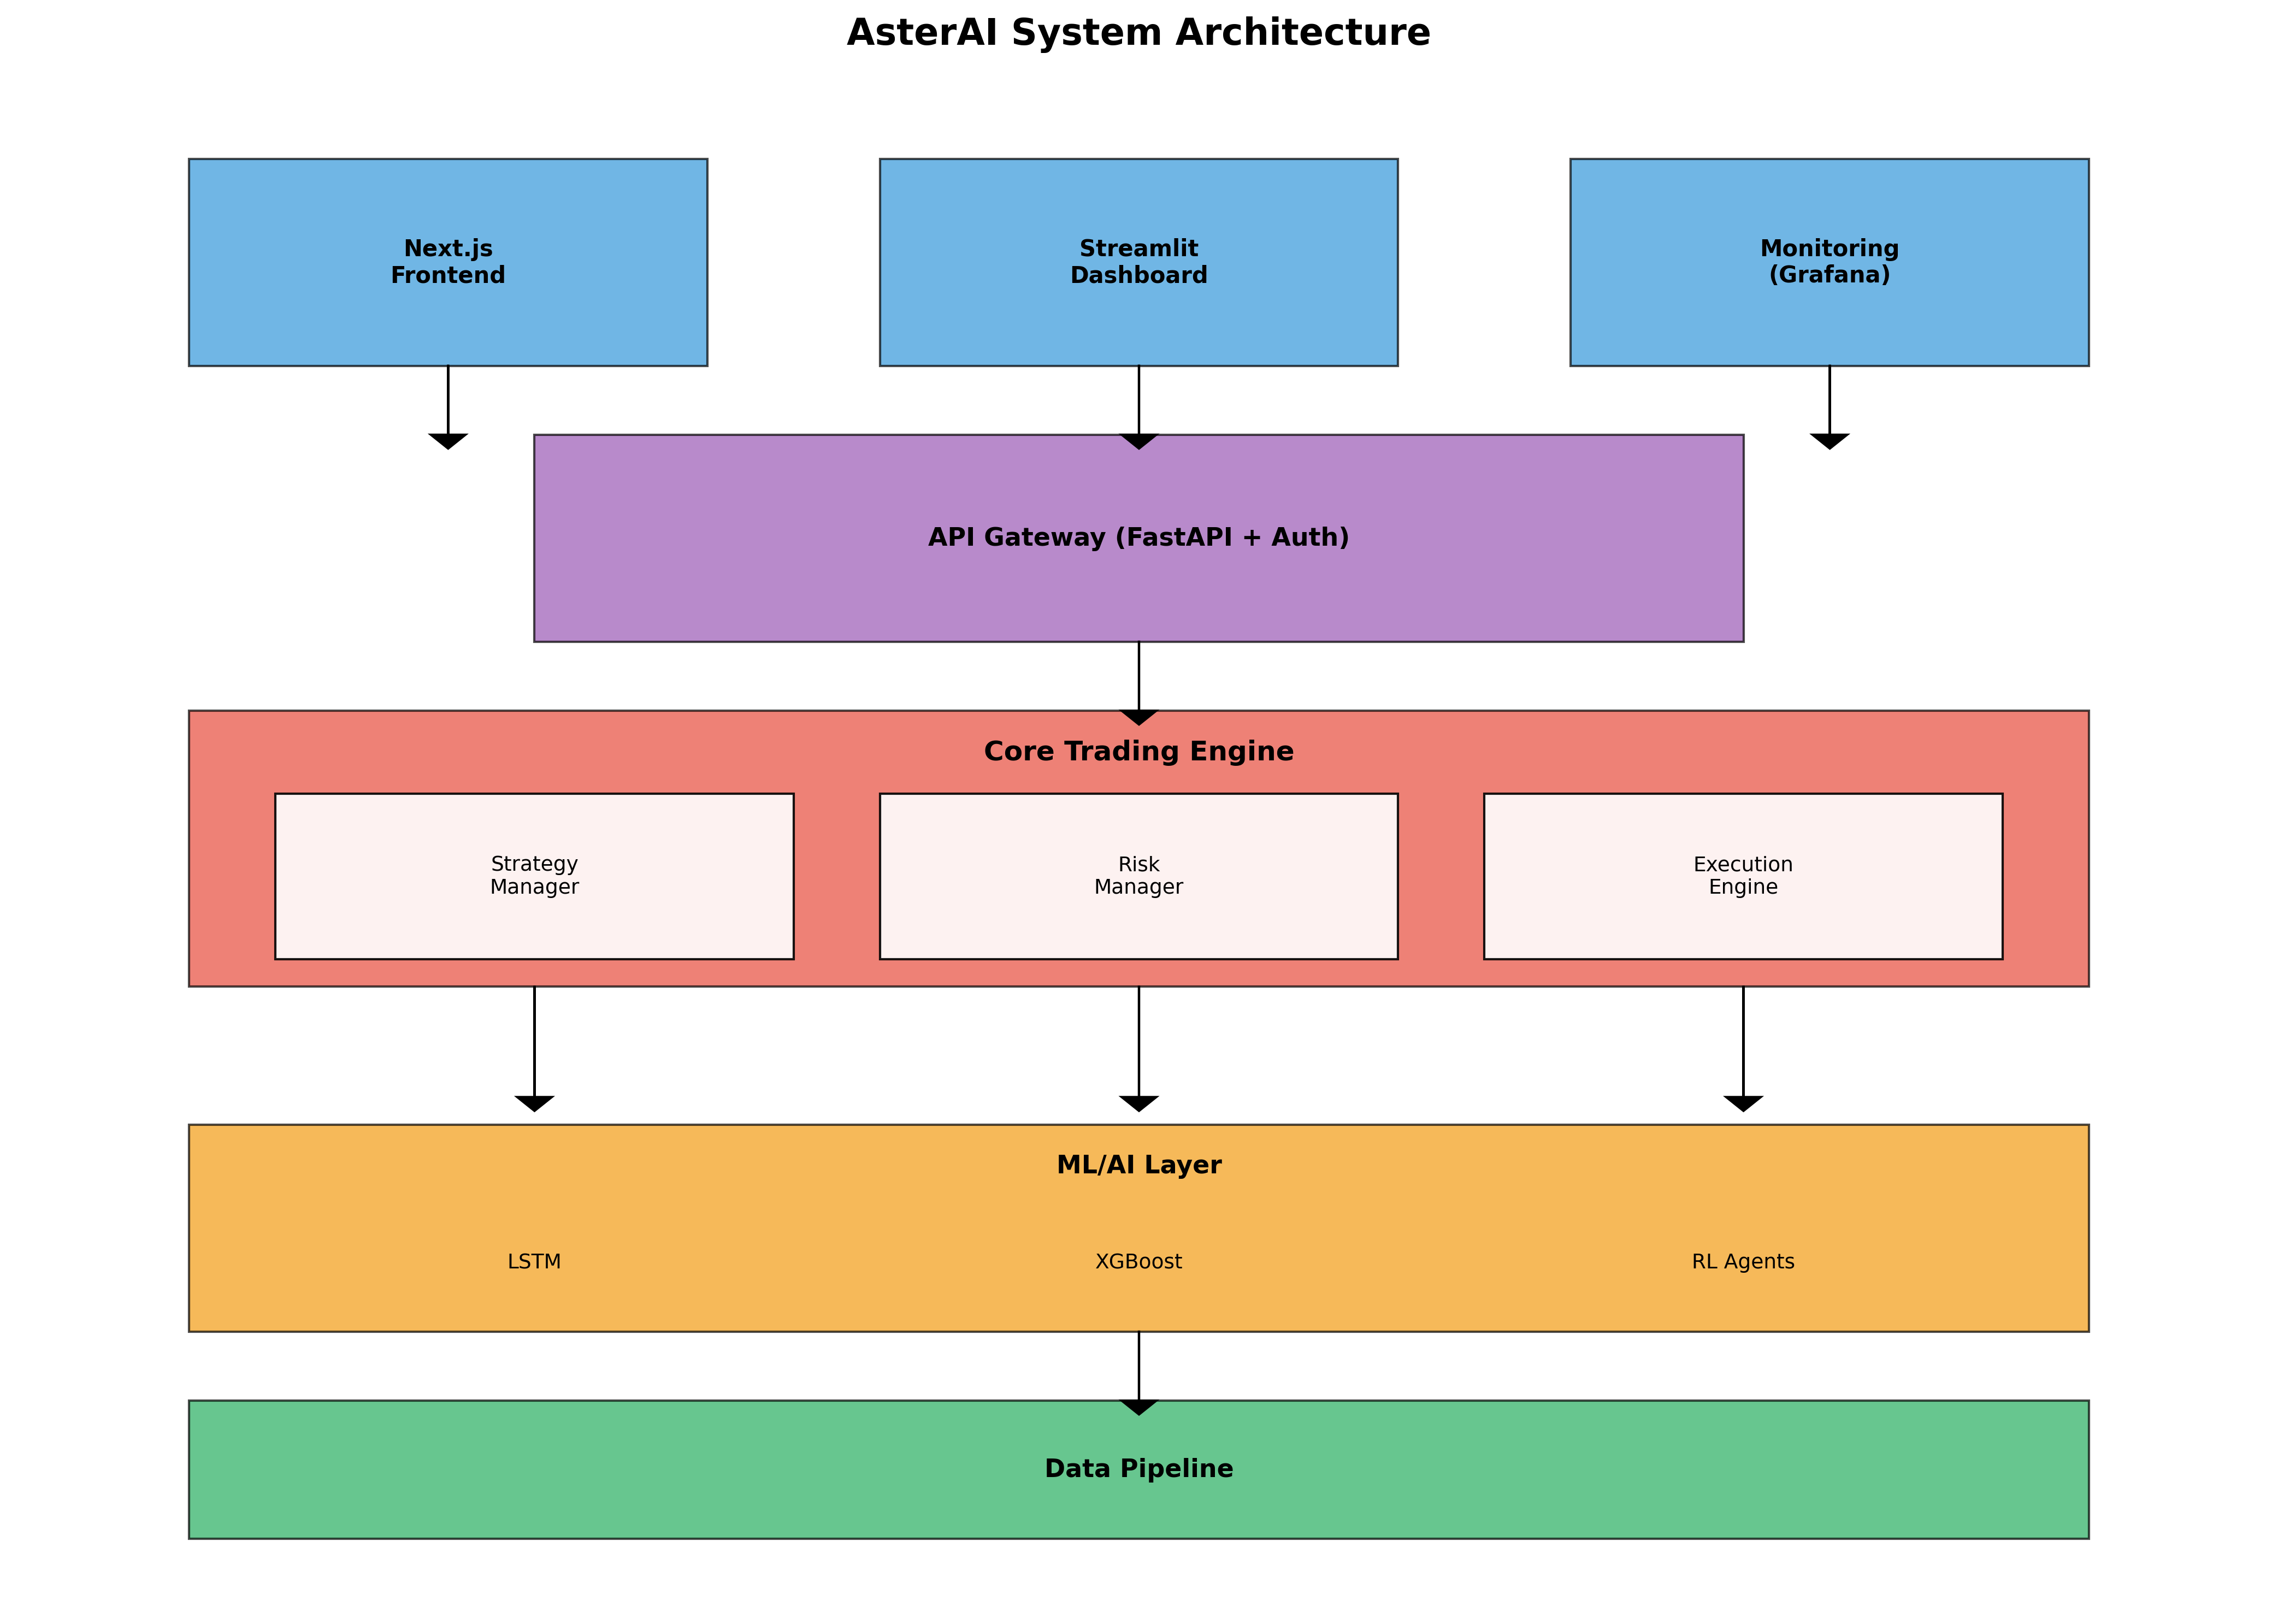 AsterAI System Architecture
Next.js
Frontend
Streamlit
Dashboard
Monitoring
(Grafana)
API Gateway (FastAPI + Auth)
Core Trading Engine
Strategy
Manager
Risk
Manager
Execution
Engine
ML/AI Layer
LSTM
XGBoost
RL Agents
Data Pipeline